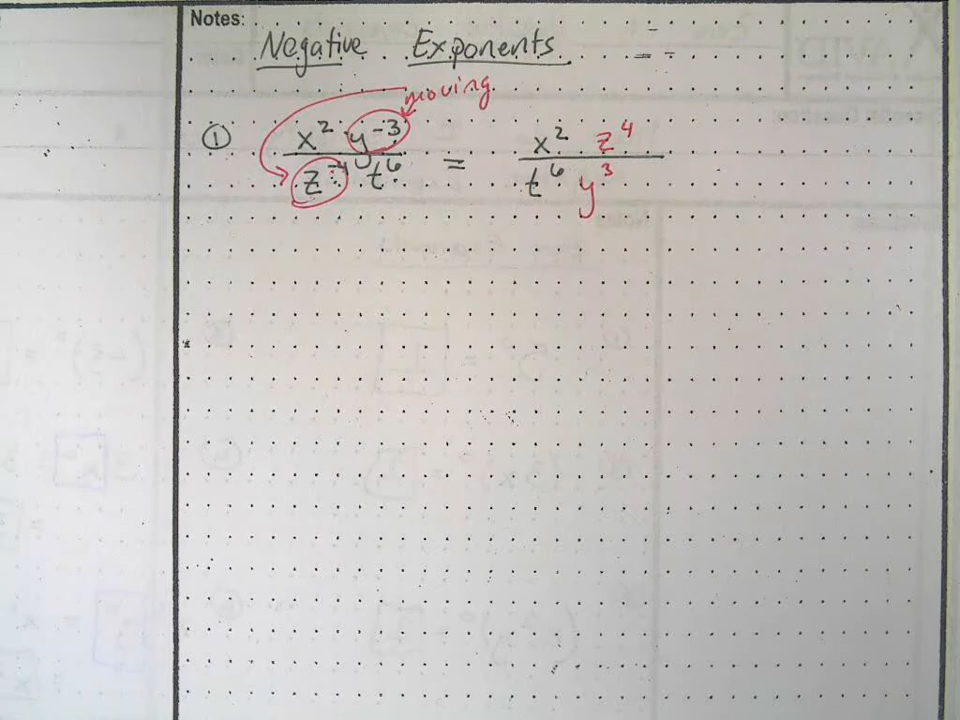 Notes:
Negative Exponents
moving
① x² y⁻³ / z⁻⁴ t⁶ = x² z⁴ / t⁶ y³